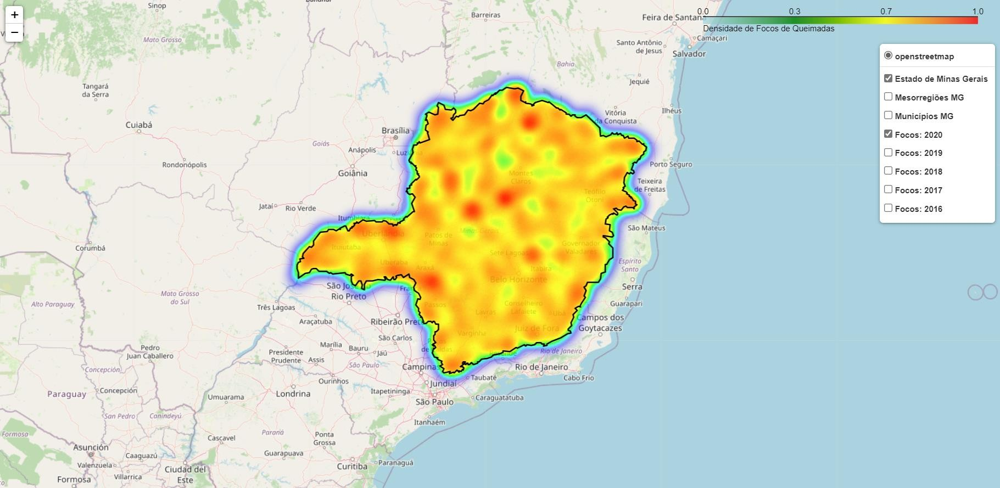 +
−
0.0 0.3 0.7 1.0
Densidade de Focos de Queimadas
openstreetmap
Estado de Minas Gerais
Mesorregiões MG
Municípios MG
Focos: 2020
Focos: 2019
Focos: 2018
Focos: 2017
Focos: 2016
Sinop
Barreiras
Feira de Santana
Camaçari
Mato Grosso
Santo Antônio
de Jesus
Salvador
Bahia
Jequié
Tangará
da Serra
Vitória
da Conquista
Ilhéus
Cuiabá
Brasília
Goiás
Anápolis
Luziânia
Rondonópolis
Porto Seguro
Goiânia
Montes
Claros
Teixeira
de Freitas
Teófilo
Otoni
Jataí
Rio Verde
Itumbiara
São Mateus
Uberlândia
Patos de
Minas
Minas Gerais
Ituiutaba
Governador
Valadares
Corumbá
Sete Lagoas
Uberaba
Araxá
Itabira
Espírito
Santo
Belo Horizonte
São José do
Rio Preto
Serra
Mato Grosso
do Sul
Alto Paraguay
Três Lagoas
Passos
Conselheiro
Lafaiete
Guarapari
Lavras
Ubá
Araçatuba
Ribeirão Preto
Campos dos
Goytacazes
Varginha
Juiz de Fora
São Carlos
Pedro
Juan Caballero
Marília
Bauru
Jaú
Presidente
Prudente
Assis
São Paulo
Resende
Rio de Janeiro
Concepción
Campinas
Rio de Janeiro
Ourinhos
Taubaté
Cabo Frio
Jundiaí
Paraguay
Concepción
Londrina
Itapetininga
Umuarama
São Paulo
Caraguatatuba
San Pedro
Canindeyú
Itanhaém
Formosa
Paraná
Cascavel
Ponta
Grossa
Asunción
Guarapuava
Caaguazú
Valenzuela
Curitiba
Paranaguá
Ciudad del
Este
Villarrica
Formosa